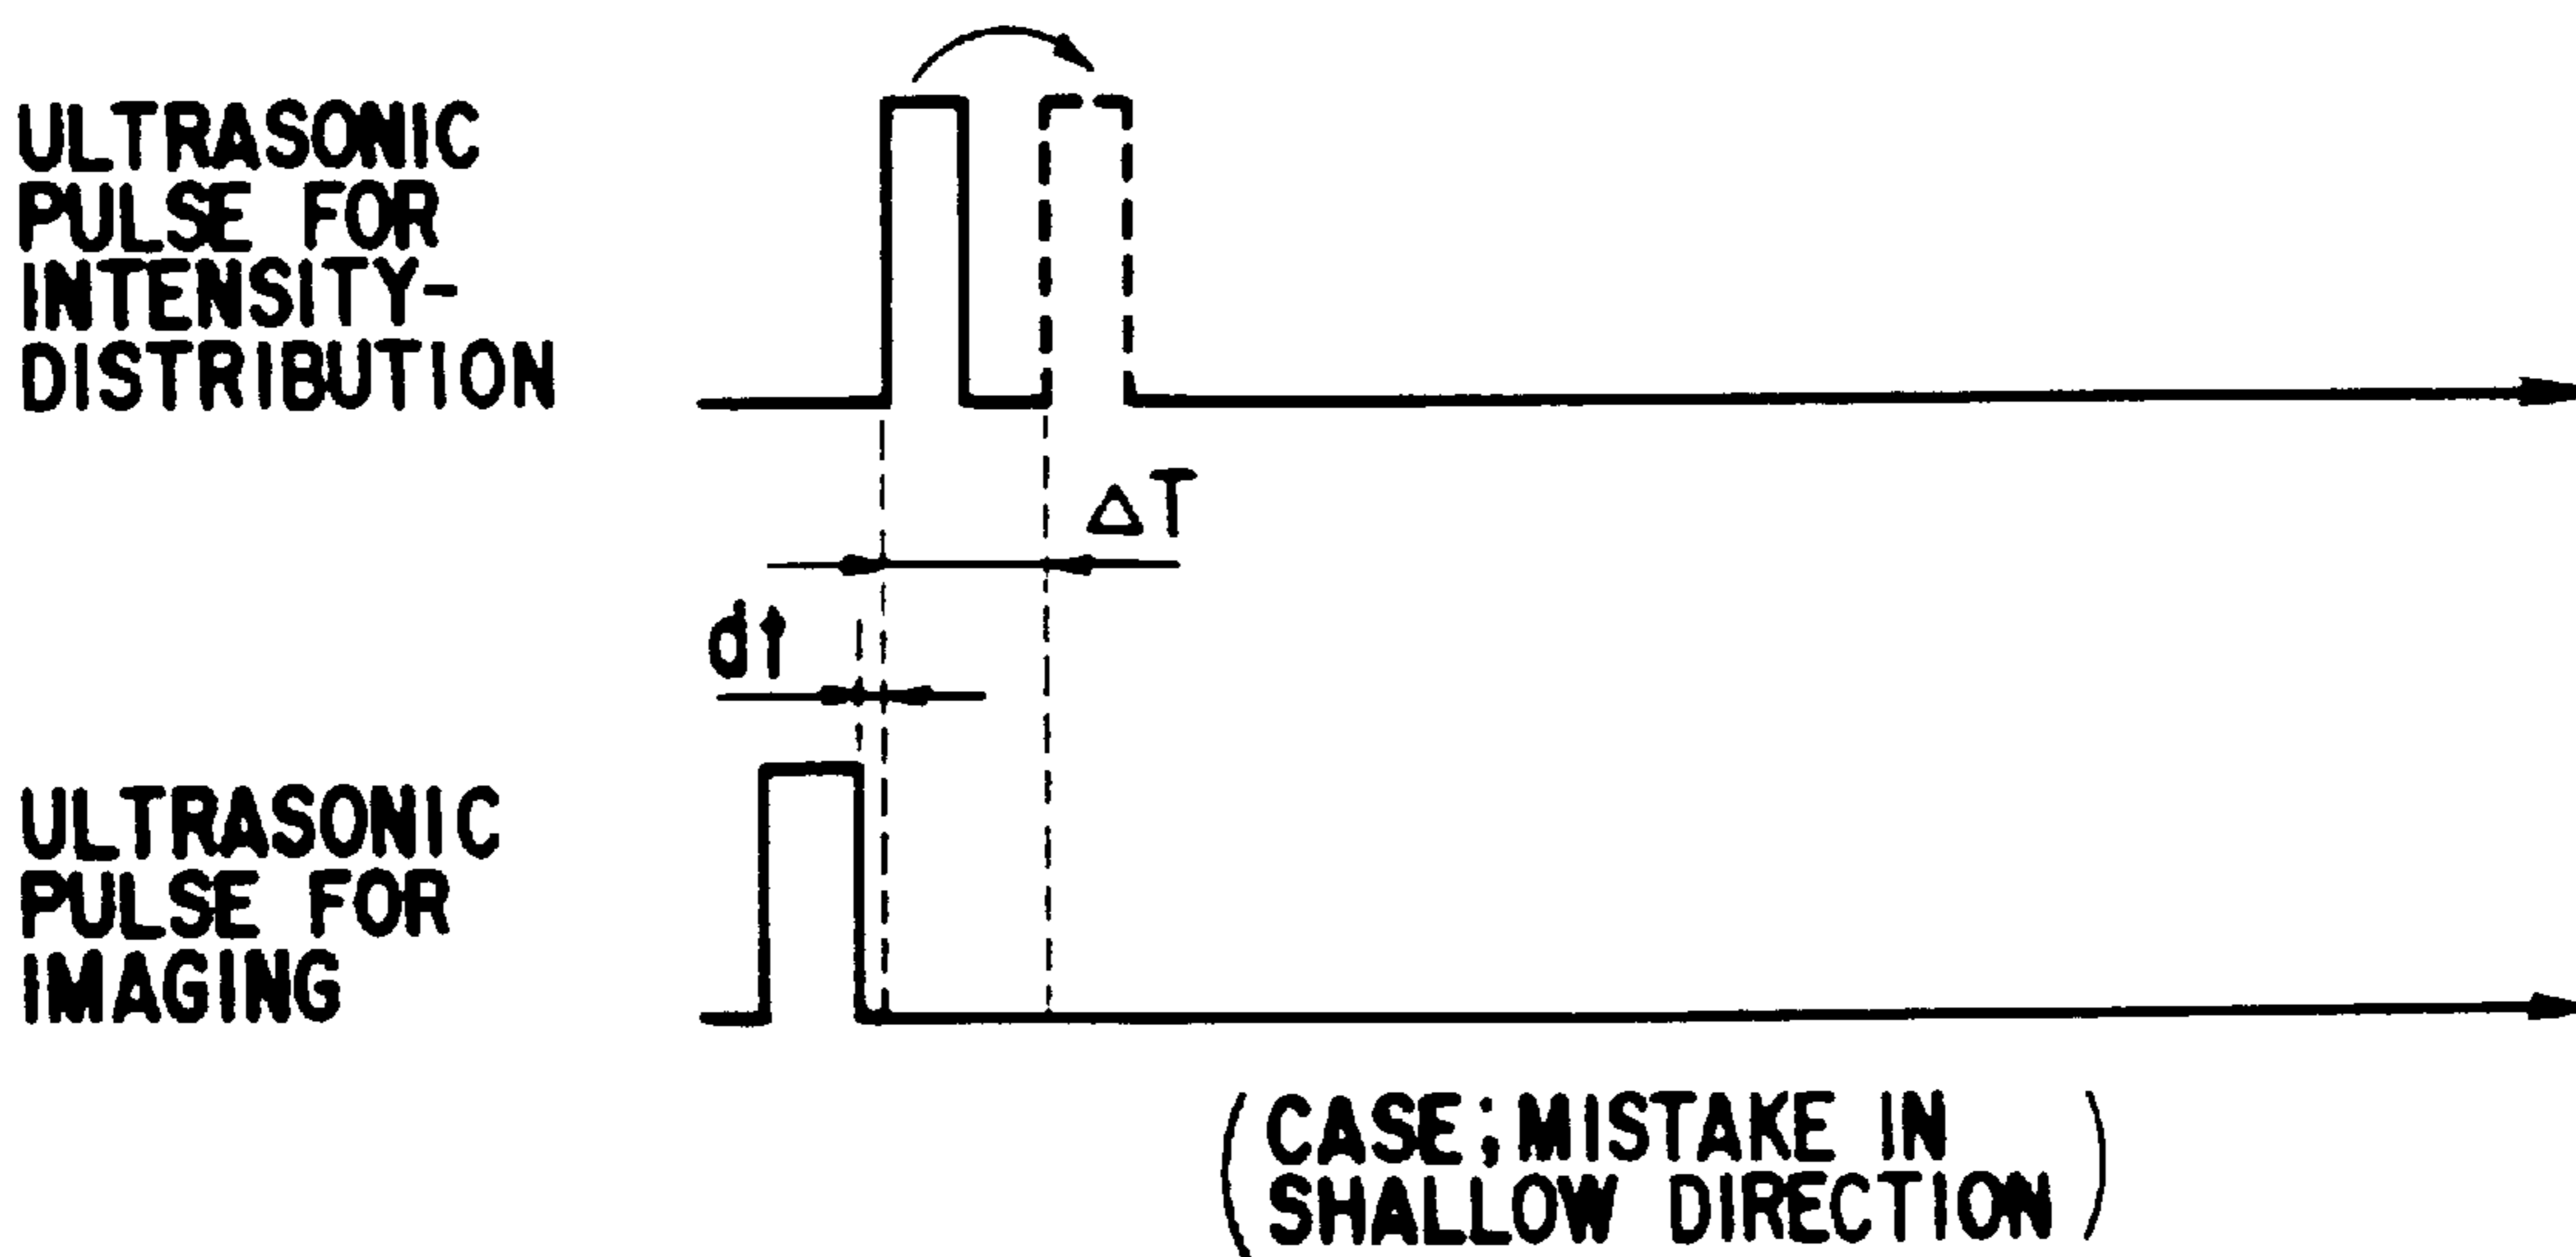 ULTRASONIC
PULSE FOR
INTENSITY-
DISTRIBUTION
ΔT
dt
ULTRASONIC
PULSE FOR
IMAGING
(CASE;MISTAKE IN
SHALLOW DIRECTION)